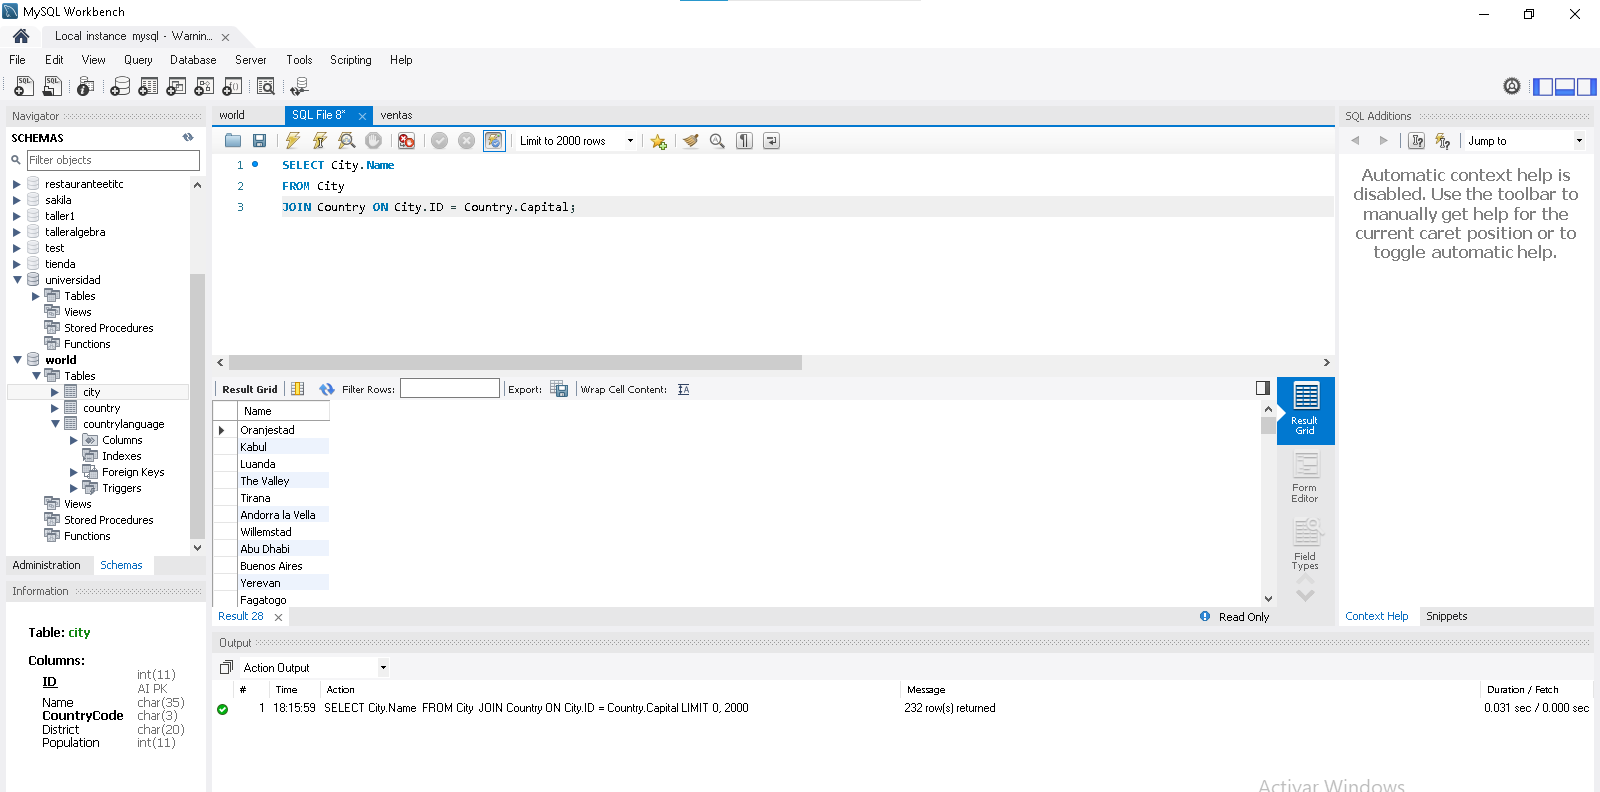 MySQL Workbench
Local instance mysql - Warnin...
File Edit View Query Database Server Tools Scripting Help
Navigator
SCHEMAS
Filter objects
restauranteetitc
sakila
taller1
talleralgebra
test
tienda
universidad
Tables
Views
Stored Procedures
Functions
world
Tables
city
country
countrylanguage
Columns
Indexes
Foreign Keys
Triggers
Views
Stored Procedures
Functions
Administration Schemas
Information
Table: city
Columns:
ID int(11) AI PK
Name char(35)
CountryCode char(3)
District char(20)
Population int(11)
world SQL File 8* ventas
Limit to 2000 rows
1 SELECT City.Name
2 FROM City
3 JOIN Country ON City.ID = Country.Capital;
Result Grid Filter Rows: Export: Wrap Cell Content:
Name
Oranjestad
Kabul
Luanda
The Valley
Tirana
Andorra la Vella
Willemstad
Abu Dhabi
Buenos Aires
Yerevan
Fagatogo
Result Grid
Form Editor
Field Types
Result 28
Read Only
SQL Additions
Jump to
Automatic context help is
disabled. Use the toolbar to
manually get help for the
current caret position or to
toggle automatic help.
Context Help Snippets
Output
Action Output
# Time Action Message Duration / Fetch
1 18:15:59 SELECT City.Name FROM City JOIN Country ON City.ID = Country.Capital LIMIT 0, 2000 232 row(s) returned 0.031 sec / 0.000 sec
Activar Windows